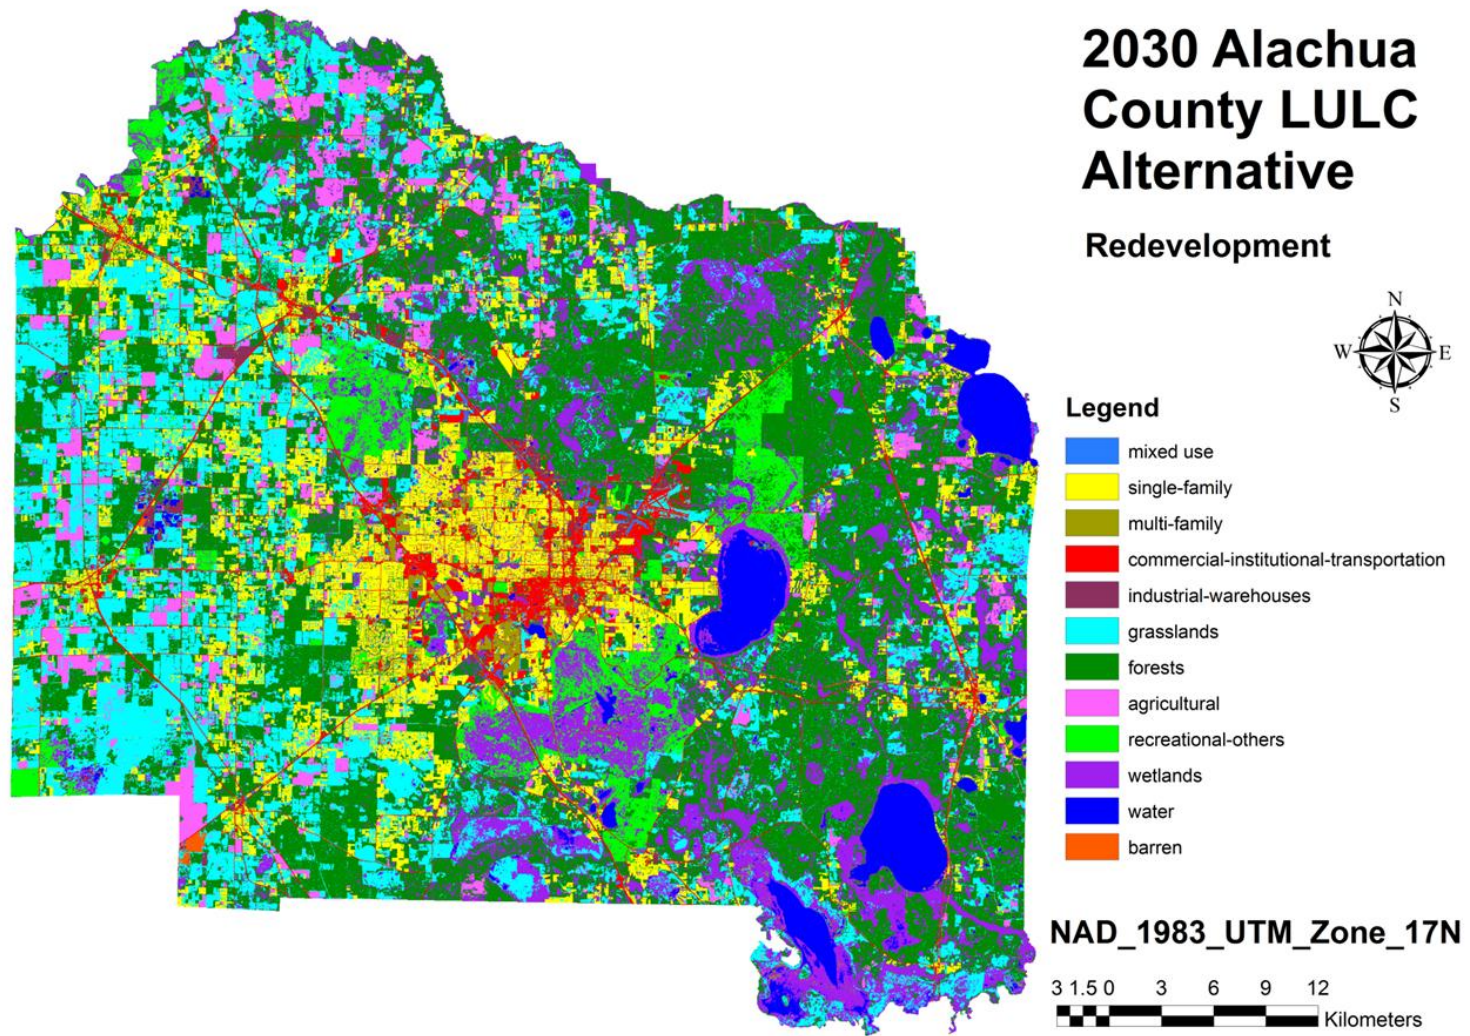 2030 Alachua
County LULC
Alternative
Redevelopment
N
W E
S
Legend
mixed use
single-family
multi-family
commercial-institutional-transportation
industrial-warehouses
grasslands
forests
agricultural
recreational-others
wetlands
water
barren
NAD_1983_UTM_Zone_17N
3 1.5 0 3 6 9 12
Kilometers